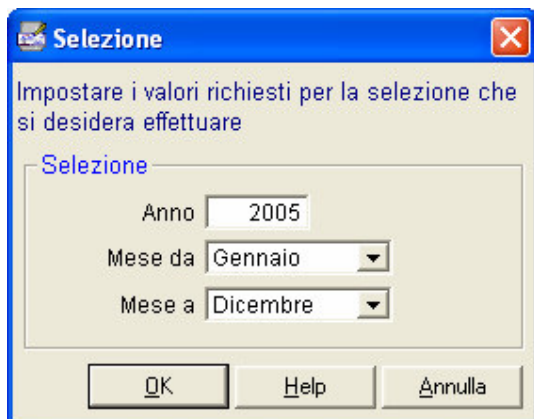 Selezione
Impostare i valori richiesti per la selezione che
si desidera effettuare
Selezione
Anno 2005
Mese da Gennaio
Mese a Dicembre
OK Help Annulla